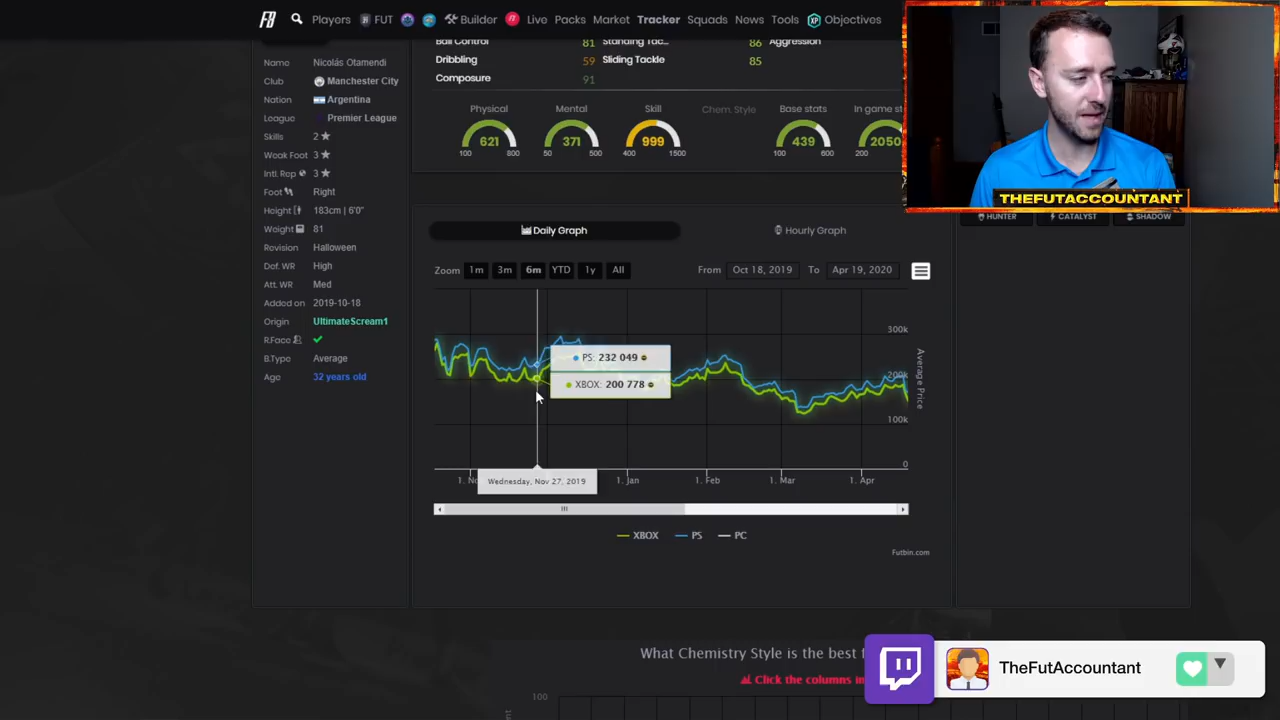 Players FUT Builder Live Packs Market Tracker Squads News Tools XP Objectives
Name Nicolás Otamendi
Club Manchester City
Nation Argentina
League Premier League
Skills 2★
Weak Foot 3★
Intl. Rep 3★
Foot Right
Height 183cm | 6'0"
Weight 81
Revision Halloween
Def. WR High
Att. WR Med
Added on 2019-10-18
Origin UltimateScream1
R.Face
B.Type Average
Age 32 years old
Ball Control 81 Standing Tac... 86 Aggression
Dribbling 59 Sliding Tackle 85
Composure 91
Physical Mental Skill Chem. Style Base stats In game st
621 371 999 439 2050
100 800 50 500 400 1500 100 600 200
THEFUTACCOUNTANT
HUNTER CATALYST SHADOW
Daily Graph Hourly Graph
Zoom 1m 3m 6m YTD 1y All From Oct 18, 2019 To Apr 19, 2020
300k
200k
100k
0
Average Price
PS: 232 049
XBOX: 200 778
Wednesday, Nov 27, 2019
1. No 1. Jan 1. Feb 1. Mar 1. Apr
XBOX PS PC
Futbin.com
What Chemistry Style is the best f
Click the columns in
100
TheFutAccountant